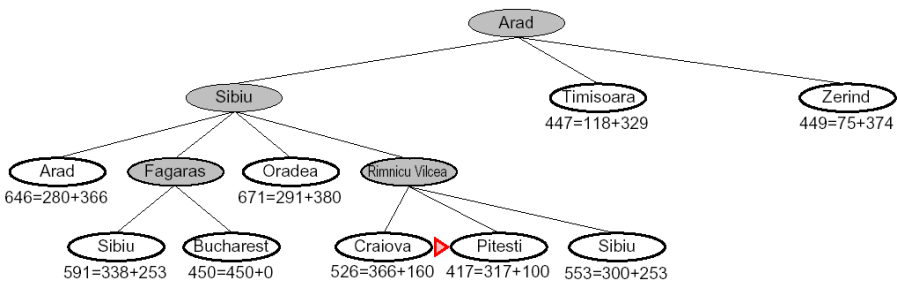 Arad
Sibiu
Timisoara
Zerind
447=118+329
449=75+374
Arad
Fagaras
Oradea
Rimnicu Vilcea
646=280+366
671=291+380
Sibiu
Bucharest
Craiova
Pitesti
Sibiu
591=338+253
450=450+0
526=366+160
417=317+100
553=300+253